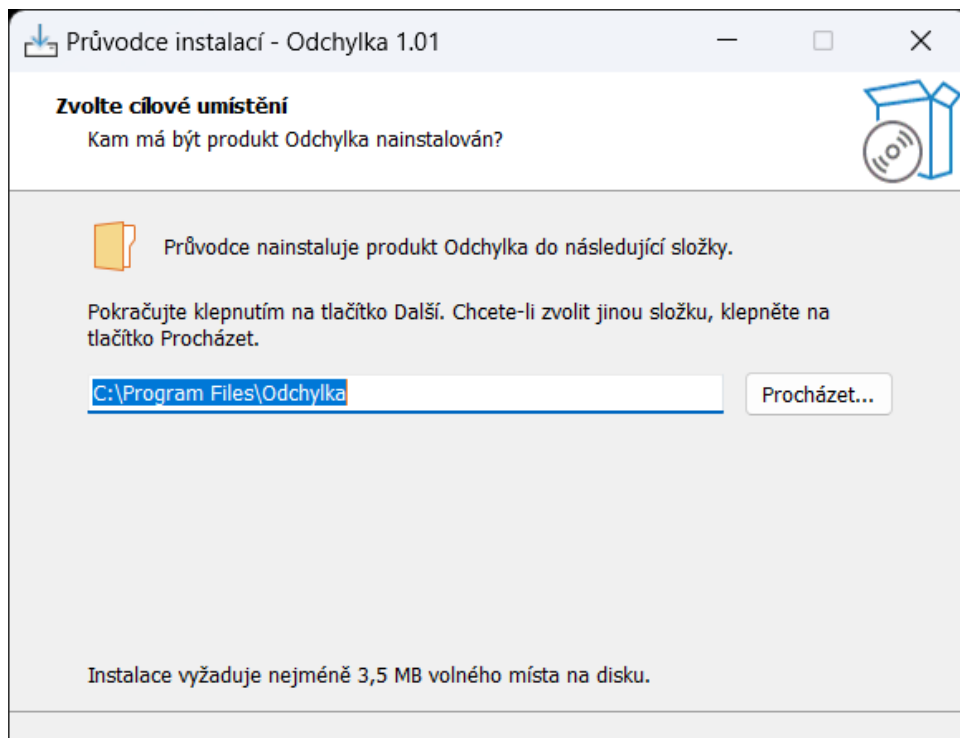 Průvodce instalací - Odchylka 1.01
Zvolte cílové umístění
Kam má být produkt Odchylka nainstalován?
Průvodce nainstaluje produkt Odchylka do následující složky.
Pokračujte klepnutím na tlačítko Další. Chcete-li zvolit jinou složku, klepněte na
tlačítko Procházet.
C:\Program Files\Odchylka
Procházet...
Instalace vyžaduje nejméně 3,5 MB volného místa na disku.